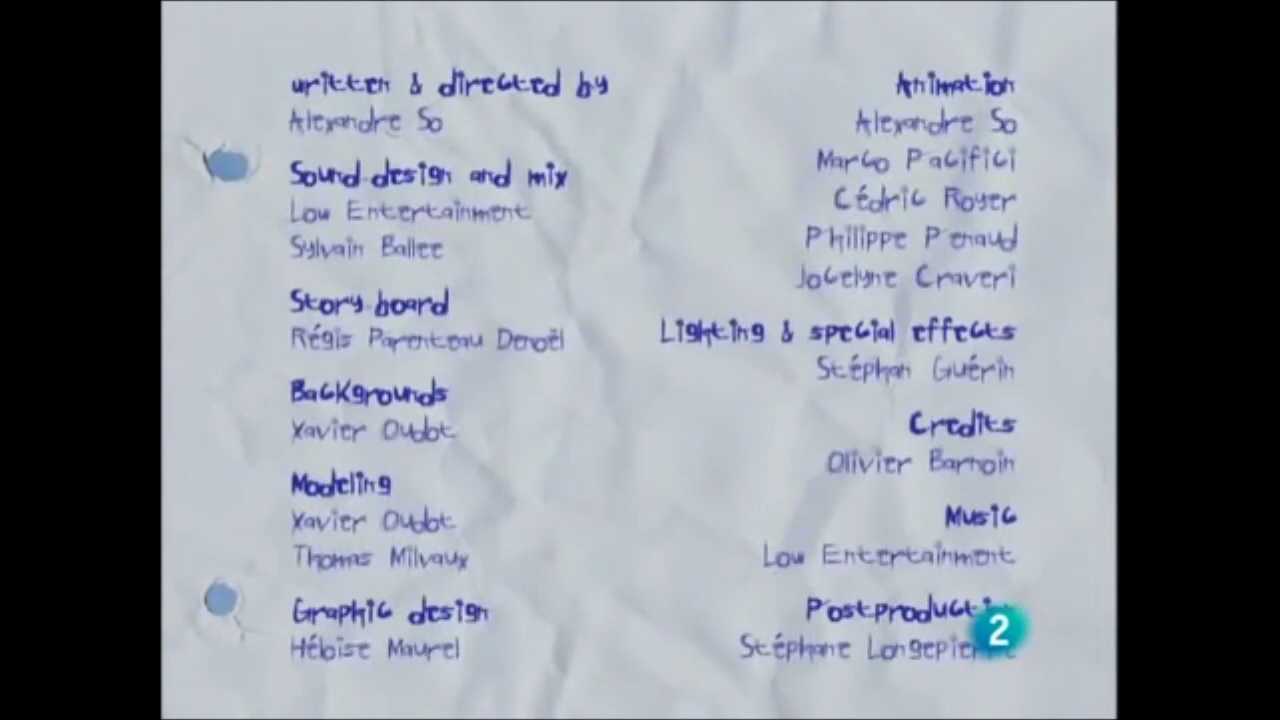 written & directed by
Alexandre So
Sound design and mix
Low Entertainment
Sylvain Ballee
Story board
Régis Parenteau Denoël
Backgrounds
Xavier Oudot
Modeling
Xavier Oudot
Thomas Milvaux
Graphic design
Héloïse Maurel
Animation
Alexandre So
Marco Pacifici
Cédric Royer
Philippe Penaud
Jocelyne Craveri
Lighting & special effects
Stéphan Guérin
Credits
Olivier Barnoin
Music
Low Entertainment
Stéphane
2